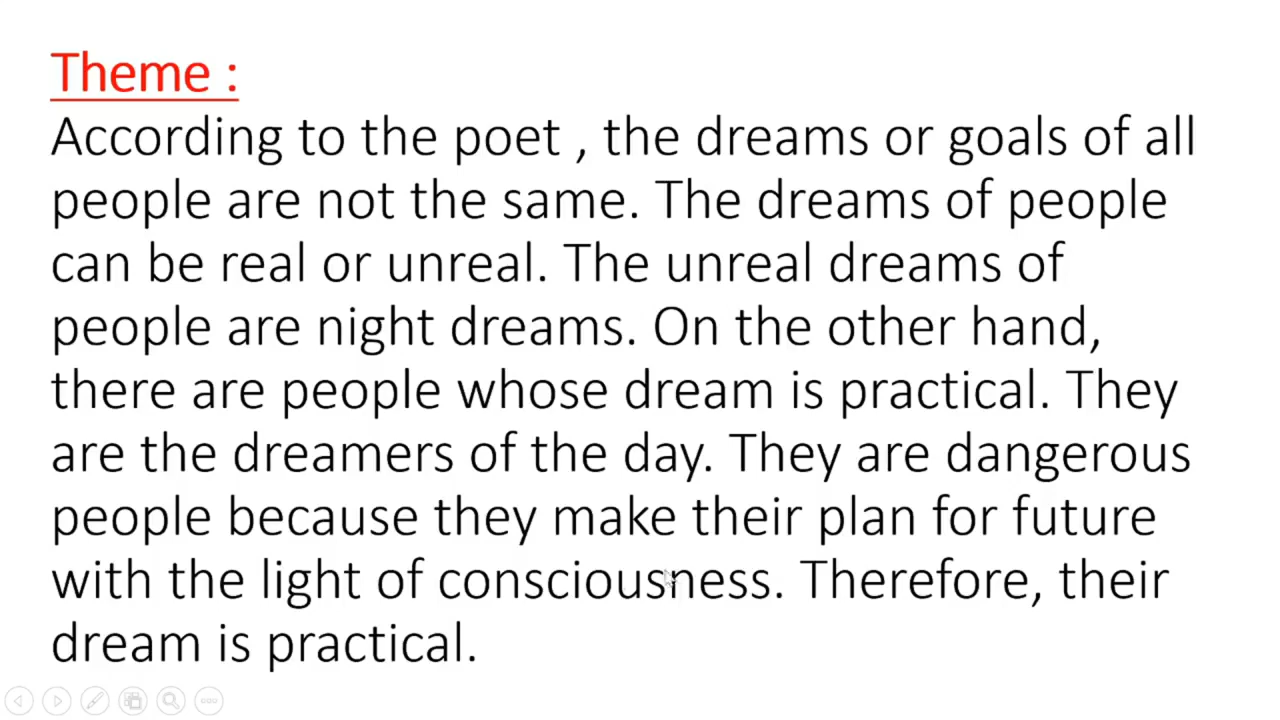 Theme :
According to the poet , the dreams or goals of all
people are not the same. The dreams of people
can be real or unreal. The unreal dreams of
people are night dreams. On the other hand,
there are people whose dream is practical. They
are the dreamers of the day. They are dangerous
people because they make their plan for future
with the light of consciousness. Therefore, their
dream is practical.